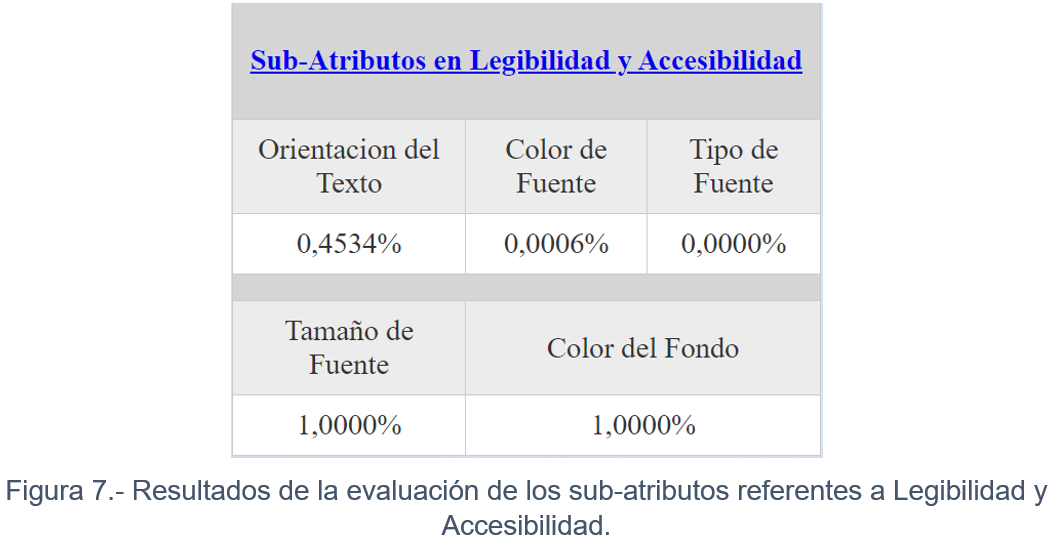 Sub-Atributos en Legibilidad y Accesibilidad
Orientacion del
Texto
Color de
Fuente
Tipo de
Fuente
0,4534%
0,0006%
0,0000%
Tamaño de
Fuente
Color del Fondo
1,0000%
1,0000%
Figura 7.- Resultados de la evaluación de los sub-atributos referentes a Legibilidad y
Accesibilidad.